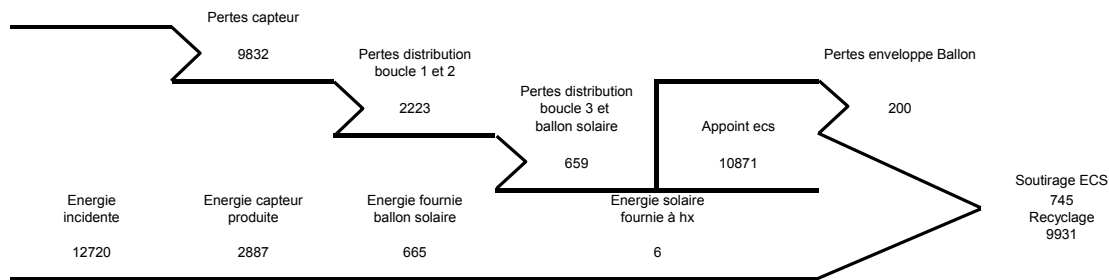 Pertes capteur
9832
Pertes distribution
boucle 1 et 2
2223
Pertes distribution
boucle 3 et
ballon solaire
659
Appoint ecs
10871
Pertes enveloppe Ballon
200
Energie
incidente
12720
Energie capteur
produite
2887
Energie fournie
ballon solaire
665
Energie solaire
fournie à hx
6
Soutirage ECS
745
Recyclage
9931